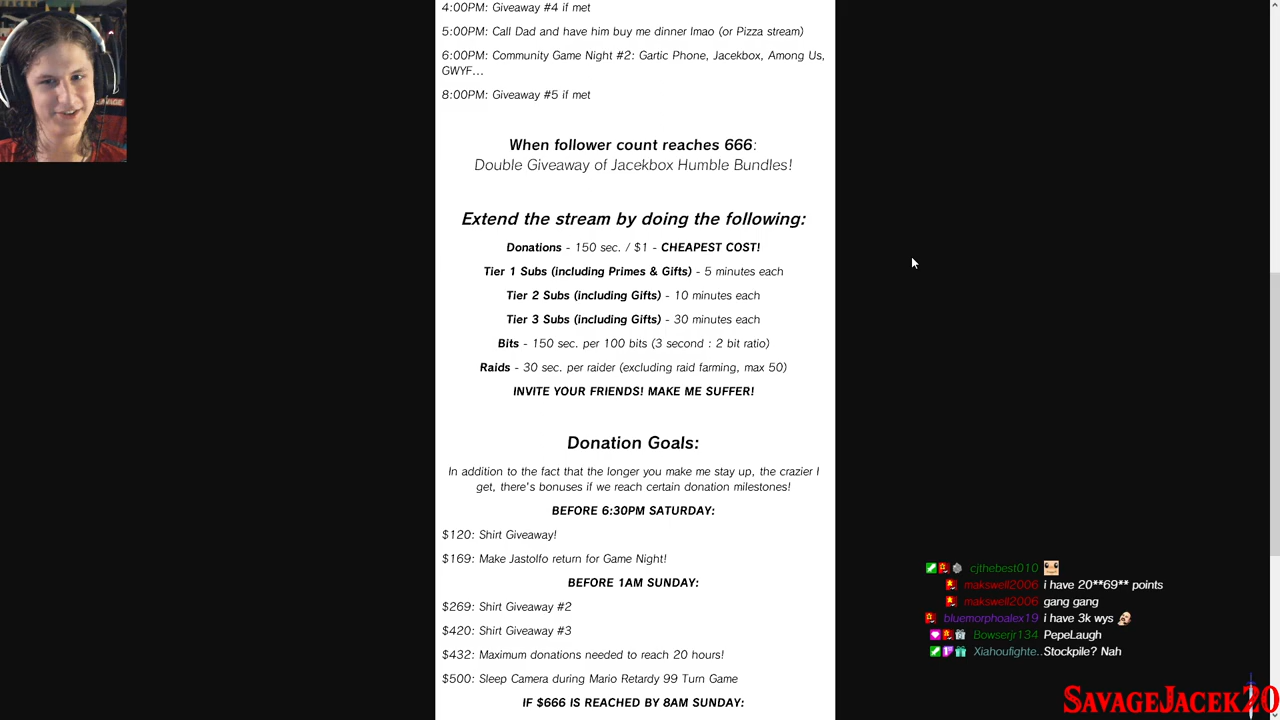 4:00PM: Giveaway #4 if met
5:00PM: Call Dad and have him buy me dinner lmao (or Pizza stream)
6:00PM: Community Game Night #2: Gartic Phone, Jacekbox, Among Us,
GWYF...
8:00PM: Giveaway #5 if met
When follower count reaches 666:
Double Giveaway of Jacekbox Humble Bundles!
Extend the stream by doing the following:
Donations - 150 sec. / $1 - CHEAPEST COST!
Tier 1 Subs (including Primes & Gifts) - 5 minutes each
Tier 2 Subs (including Gifts) - 10 minutes each
Tier 3 Subs (including Gifts) - 30 minutes each
Bits - 150 sec. per 100 bits (3 second : 2 bit ratio)
Raids - 30 sec. per raider (excluding raid farming, max 50)
INVITE YOUR FRIENDS! MAKE ME SUFFER!
Donation Goals:
In addition to the fact that the longer you make me stay up, the crazier I
get, there's bonuses if we reach certain donation milestones!
BEFORE 6:30PM SATURDAY:
$120: Shirt Giveaway!
$169: Make Jastolfo return for Game Night!
BEFORE 1AM SUNDAY:
$269: Shirt Giveaway #2
$420: Shirt Giveaway #3
$432: Maximum donations needed to reach 20 hours!
$500: Sleep Camera during Mario Retardy 99 Turn Game
IF $666 IS REACHED BY 8AM SUNDAY:
cjthebest010
makswell2006 i have 20**69** points
makswell2006 gang gang
bluemorphoalex19 i have 3k wys
Bowserjr134 PepeLaugh
Xiahoufighte.. Stockpile? Nah
SAVAGEJACEK20